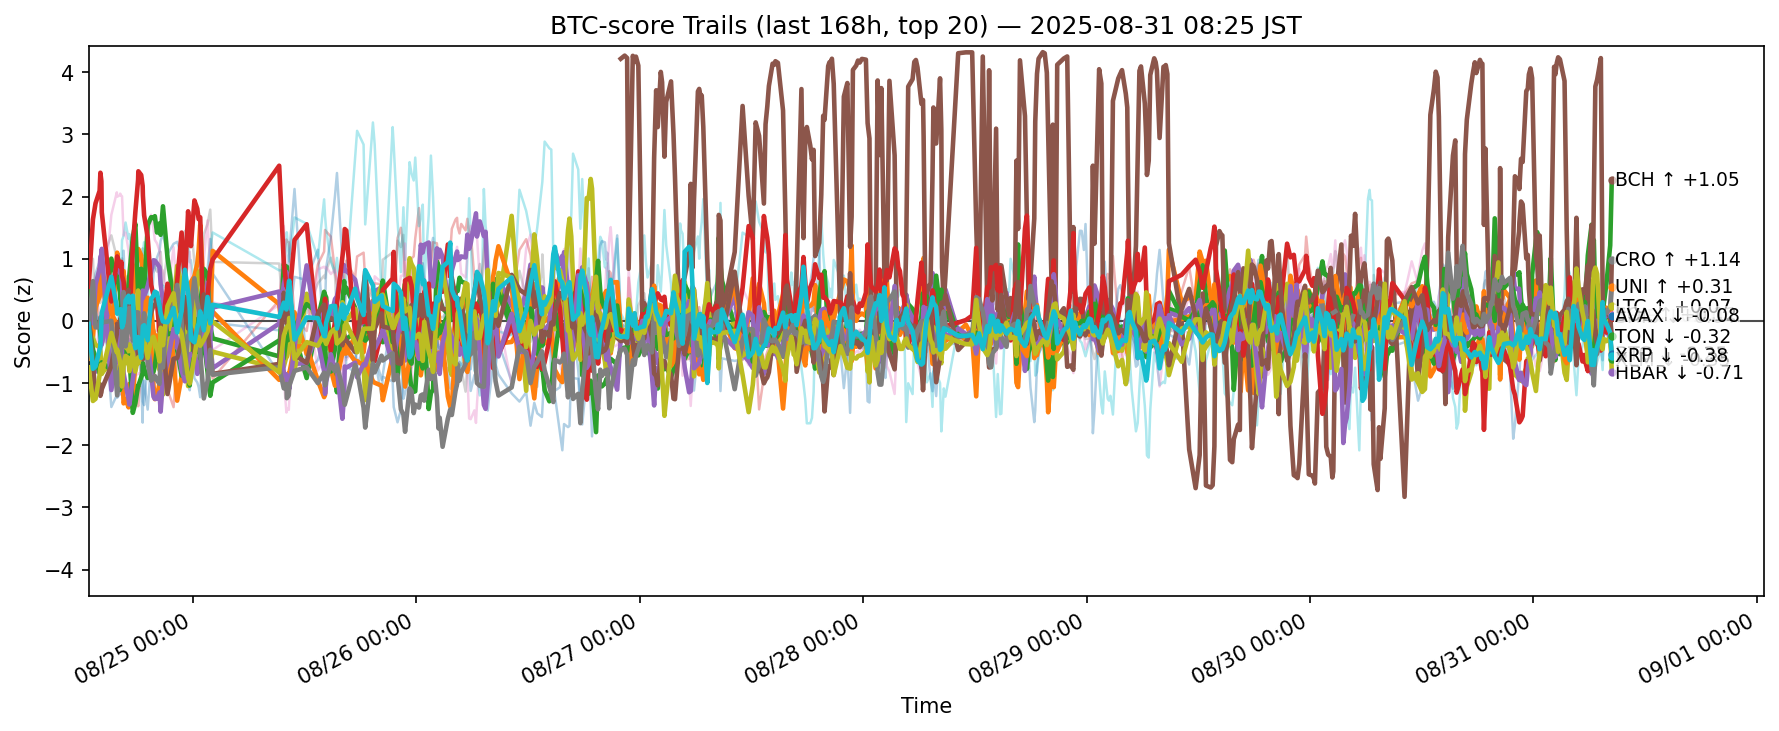 BTC-score Trails (last 168h, top 20) — 2025-08-31 08:25 JST
Score (z)
4
3
2
1
0
−1
−2
−3
−4
BCH ↑ +1.05
CRO ↑ +1.14
UNI ↑ +0.31
LTC ↑ +0.07
AVAX ↓ -0.08
TON ↓ -0.32
XRP ↓ -0.38
HBAR ↓ -0.71
08/25 00:00
08/26 00:00
08/27 00:00
08/28 00:00
08/29 00:00
08/30 00:00
08/31 00:00
09/01 00:00
Time